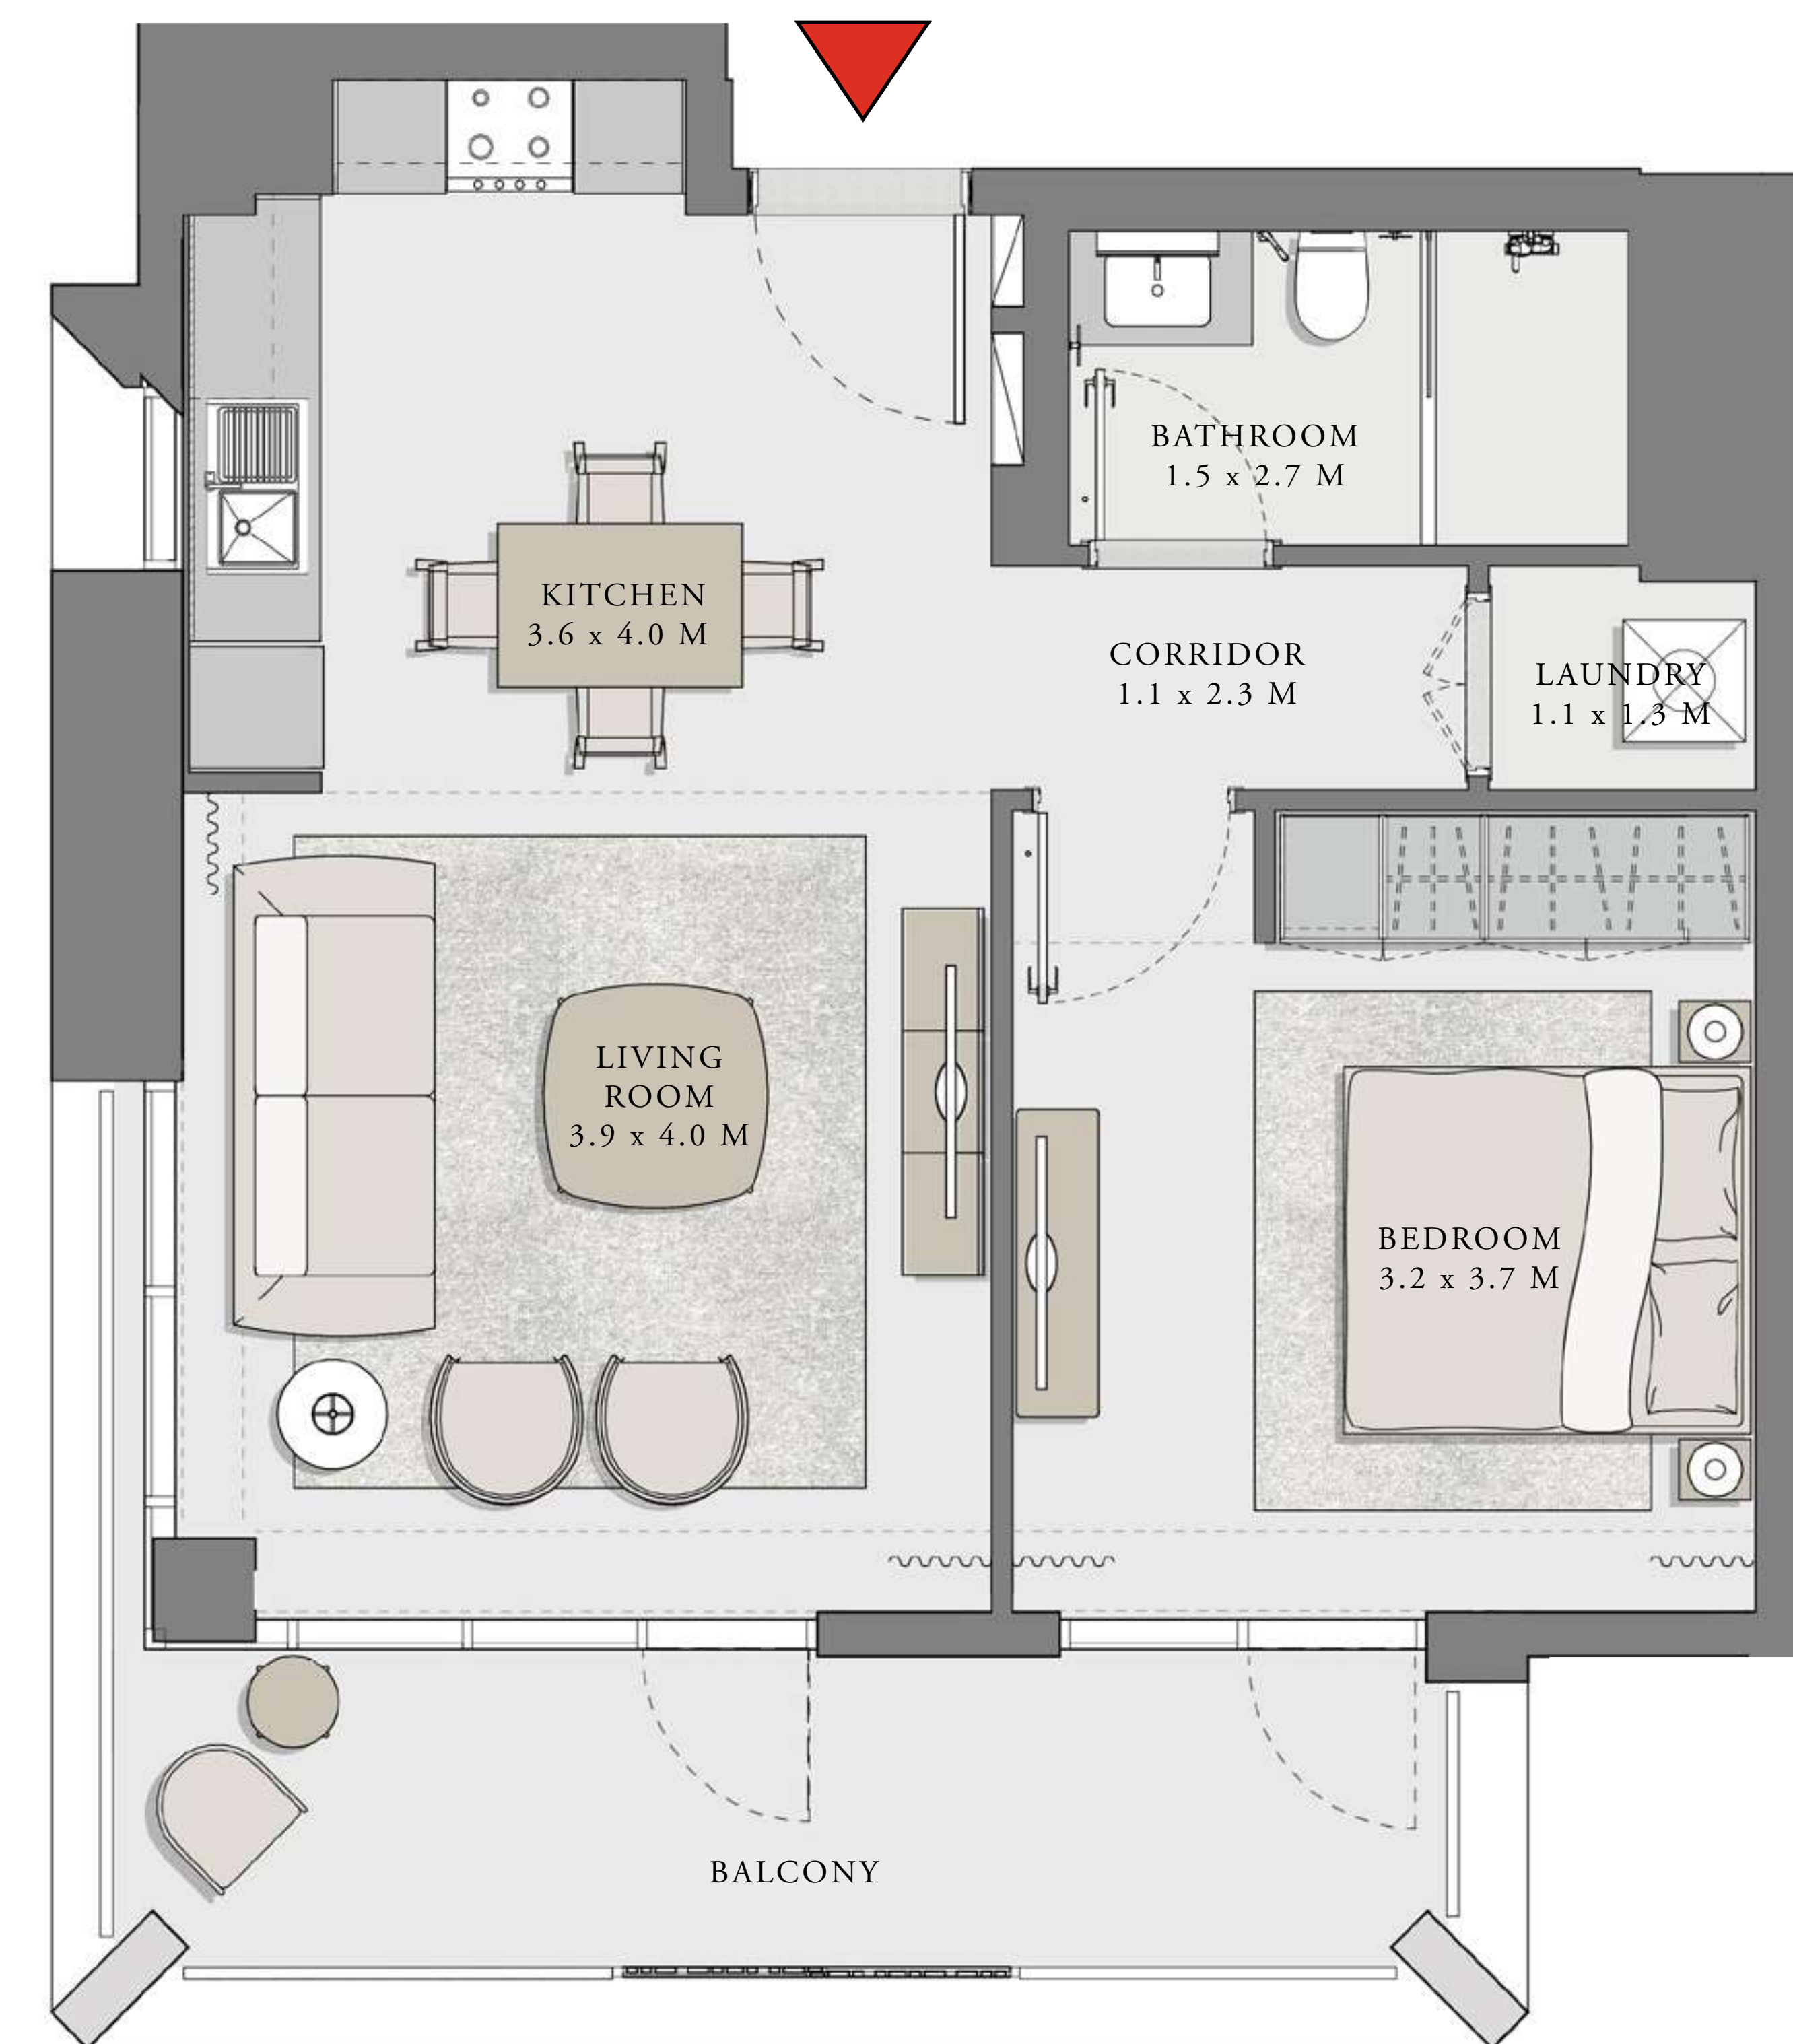 BATHROOM
1.5 x 2.7 M
KITCHEN
3.6 x 4.0 M
CORRIDOR
1.1 x 2.3 M
LAUNDRY
1.1 x 1.3 M
LIVING
ROOM
3.9 x 4.0 M
BEDROOM
3.2 x 3.7 M
BALCONY